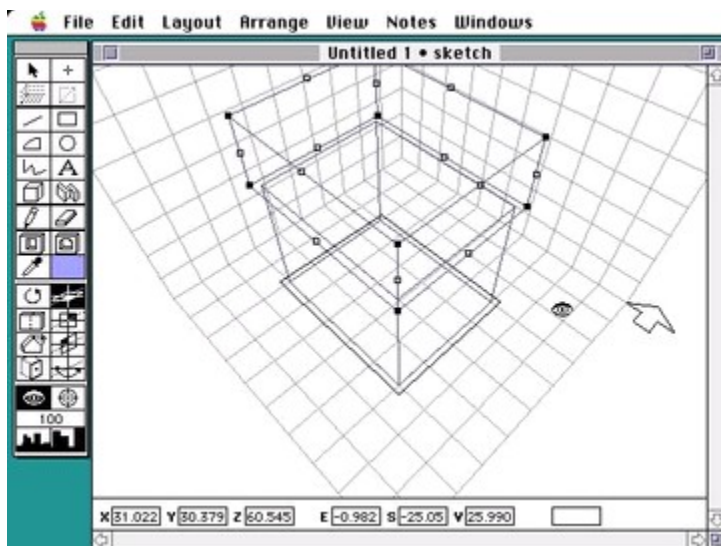 File Edit Layout Arrange View Notes Windows
Untitled 1 • sketch
A
100
X 31.022 Y 30.379 Z 60.545 E -0.982 S -25.05 V 25.990